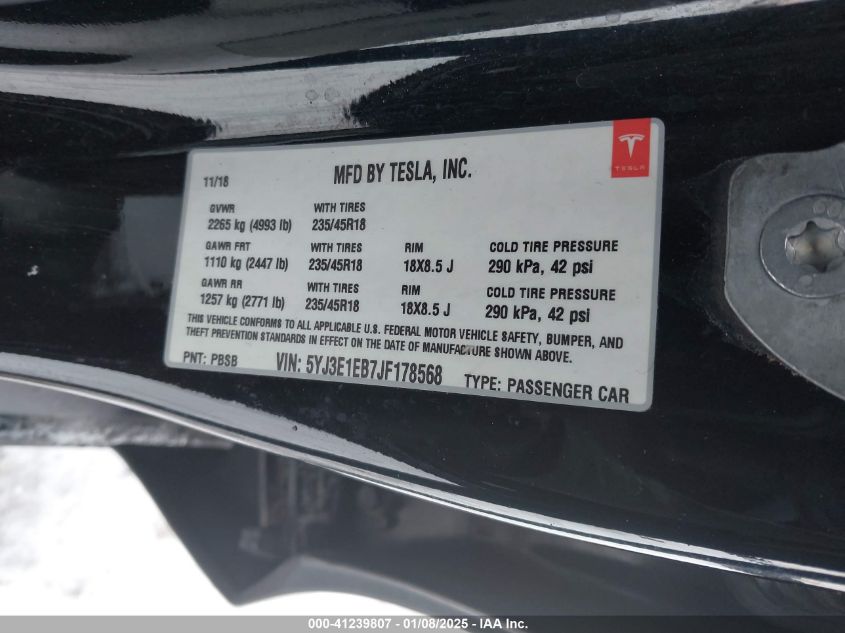 11/18 MFD BY TESLA, INC.
TESLA
GVWR WITH TIRES
2265 kg (4993 lb) 235/45R18
GAWR FRT WITH TIRES RIM COLD TIRE PRESSURE
1110 kg (2447 lb) 235/45R18 18X8.5 J 290 kPa, 42 psi
GAWR RR WITH TIRES RIM COLD TIRE PRESSURE
1257 kg (2771 lb) 235/45R18 18X8.5 J 290 kPa, 42 psi
THIS VEHICLE CONFORMS TO ALL APPLICABLE U.S. FEDERAL MOTOR VEHICLE SAFETY, BUMPER, AND
THEFT PREVENTION STANDARDS IN EFFECT ON THE DATE OF MANUFACTURE SHOWN ABOVE.
PNT: PBSB VIN: 5YJ3E1EB7JF178568 TYPE: PASSENGER CAR
000-41239807 - 01/08/2025 - IAAI.COM